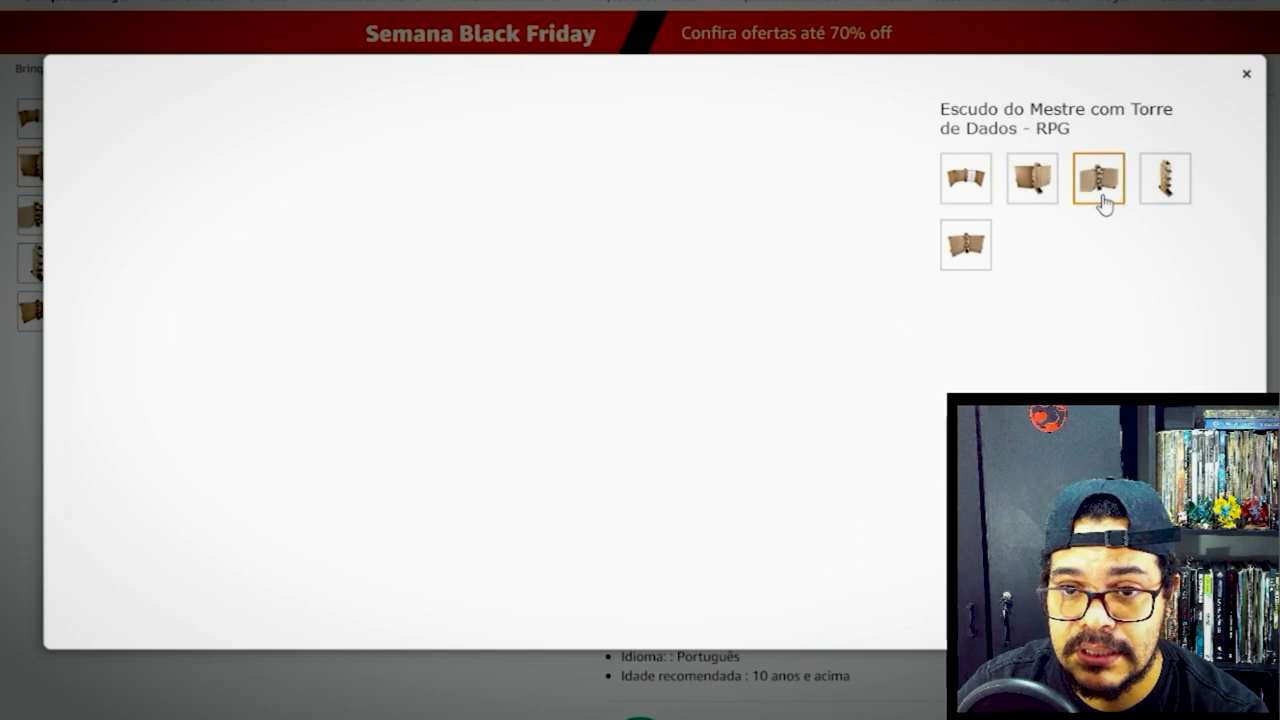 Semana Black Friday
Confira ofertas até 70% off
Brinq
×
Escudo do Mestre com Torre
de Dados - RPG
Idioma: : Português
Idade recomendada : 10 anos e acima